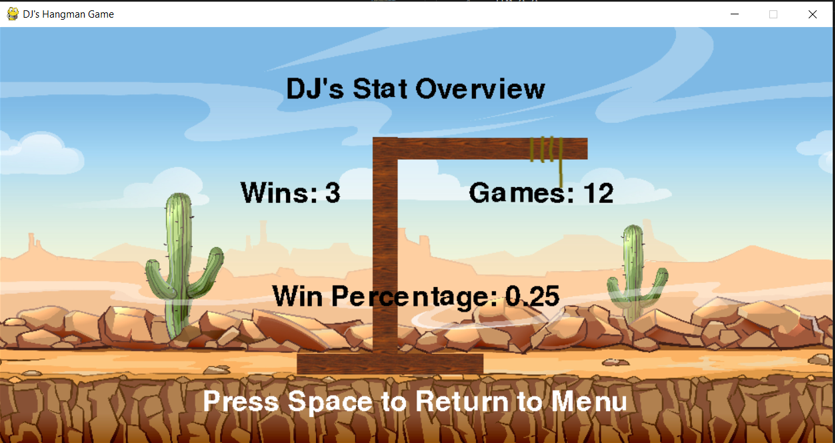 DJ's Hangman Game
DJ's Stat Overview
Wins: 3 Games: 12
Win Percentage: 0.25
Press Space to Return to Menu